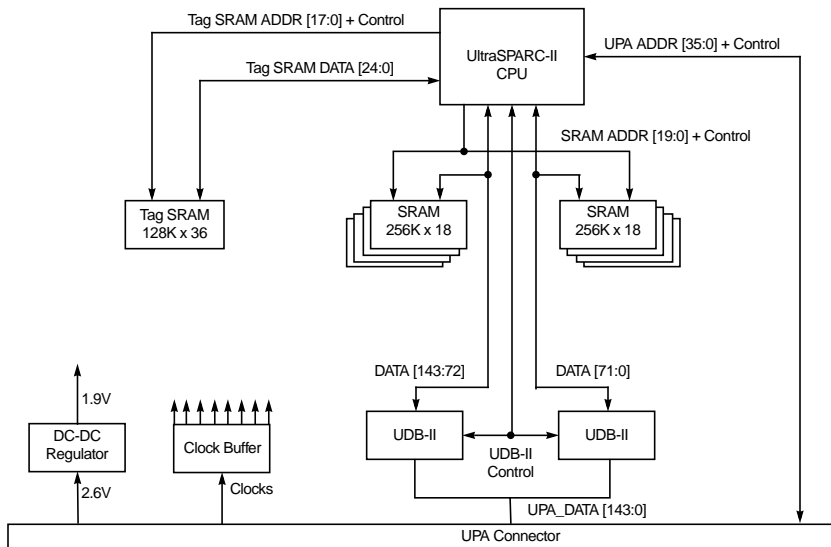 Tag SRAM ADDR [17:0] + Control
UltraSPARC-II
CPU
UPA ADDR [35:0] + Control
Tag SRAM DATA [24:0]
SRAM ADDR [19:0] + Control
Tag SRAM
128K x 36
SRAM
256K x 18
SRAM
256K x 18
DATA [143:72]
DATA [71:0]
1.9V
DC-DC
Regulator
Clock Buffer
UDB-II
UDB-II
UDB-II
Control
2.6V
Clocks
UPA_DATA [143:0]
UPA Connector